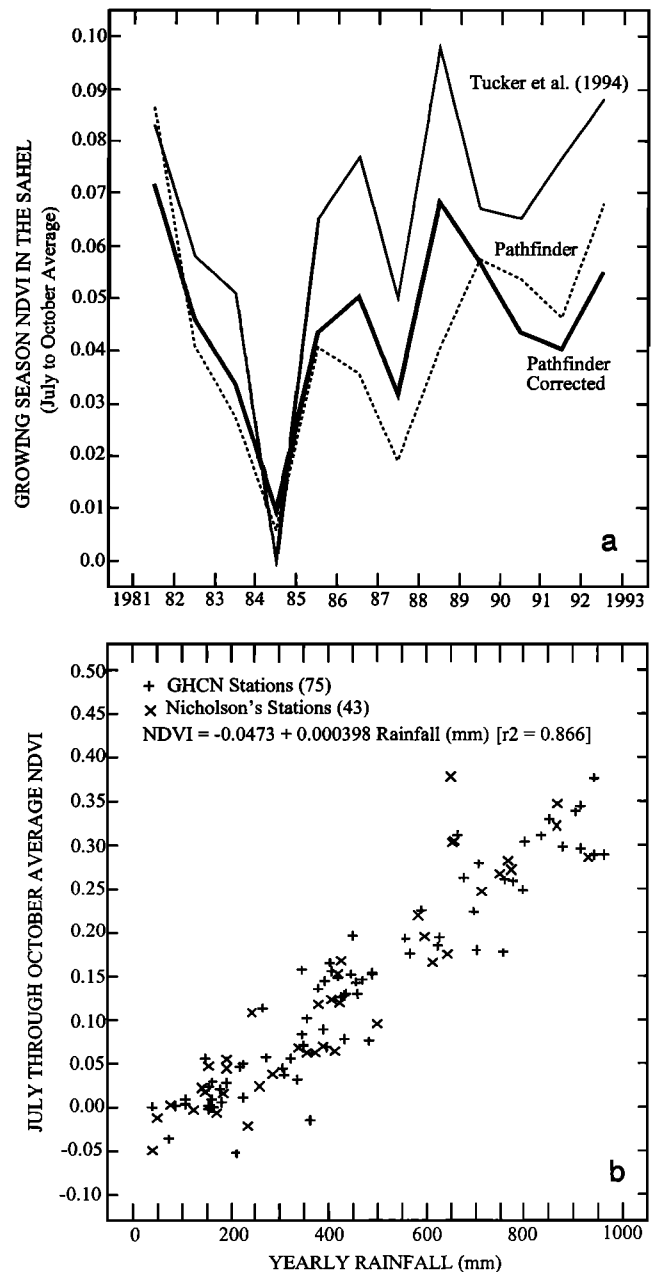 0.10
0.09
0.08
0.07
0.06
0.05
0.04
0.03
0.02
0.01
0.0
GROWING SEASON NDVI IN THE SAHEL
(July to October Average)
Tucker et al. (1994)
Pathfinder
Pathfinder
Corrected
a
1981 82 83 84 85 86 87 88 89 90 91 92 1993
0.50
0.45
0.40
0.35
0.30
0.25
0.20
0.15
0.10
0.05
0.00
-0.05
-0.10
JULY THROUGH OCTOBER AVERAGE NDVI
+ GHCN Stations (75)
× Nicholson's Stations (43)
NDVI = -0.0473 + 0.000398 Rainfall (mm) [r2 = 0.866]
b
0 200 400 600 800 1000
YEARLY RAINFALL (mm)